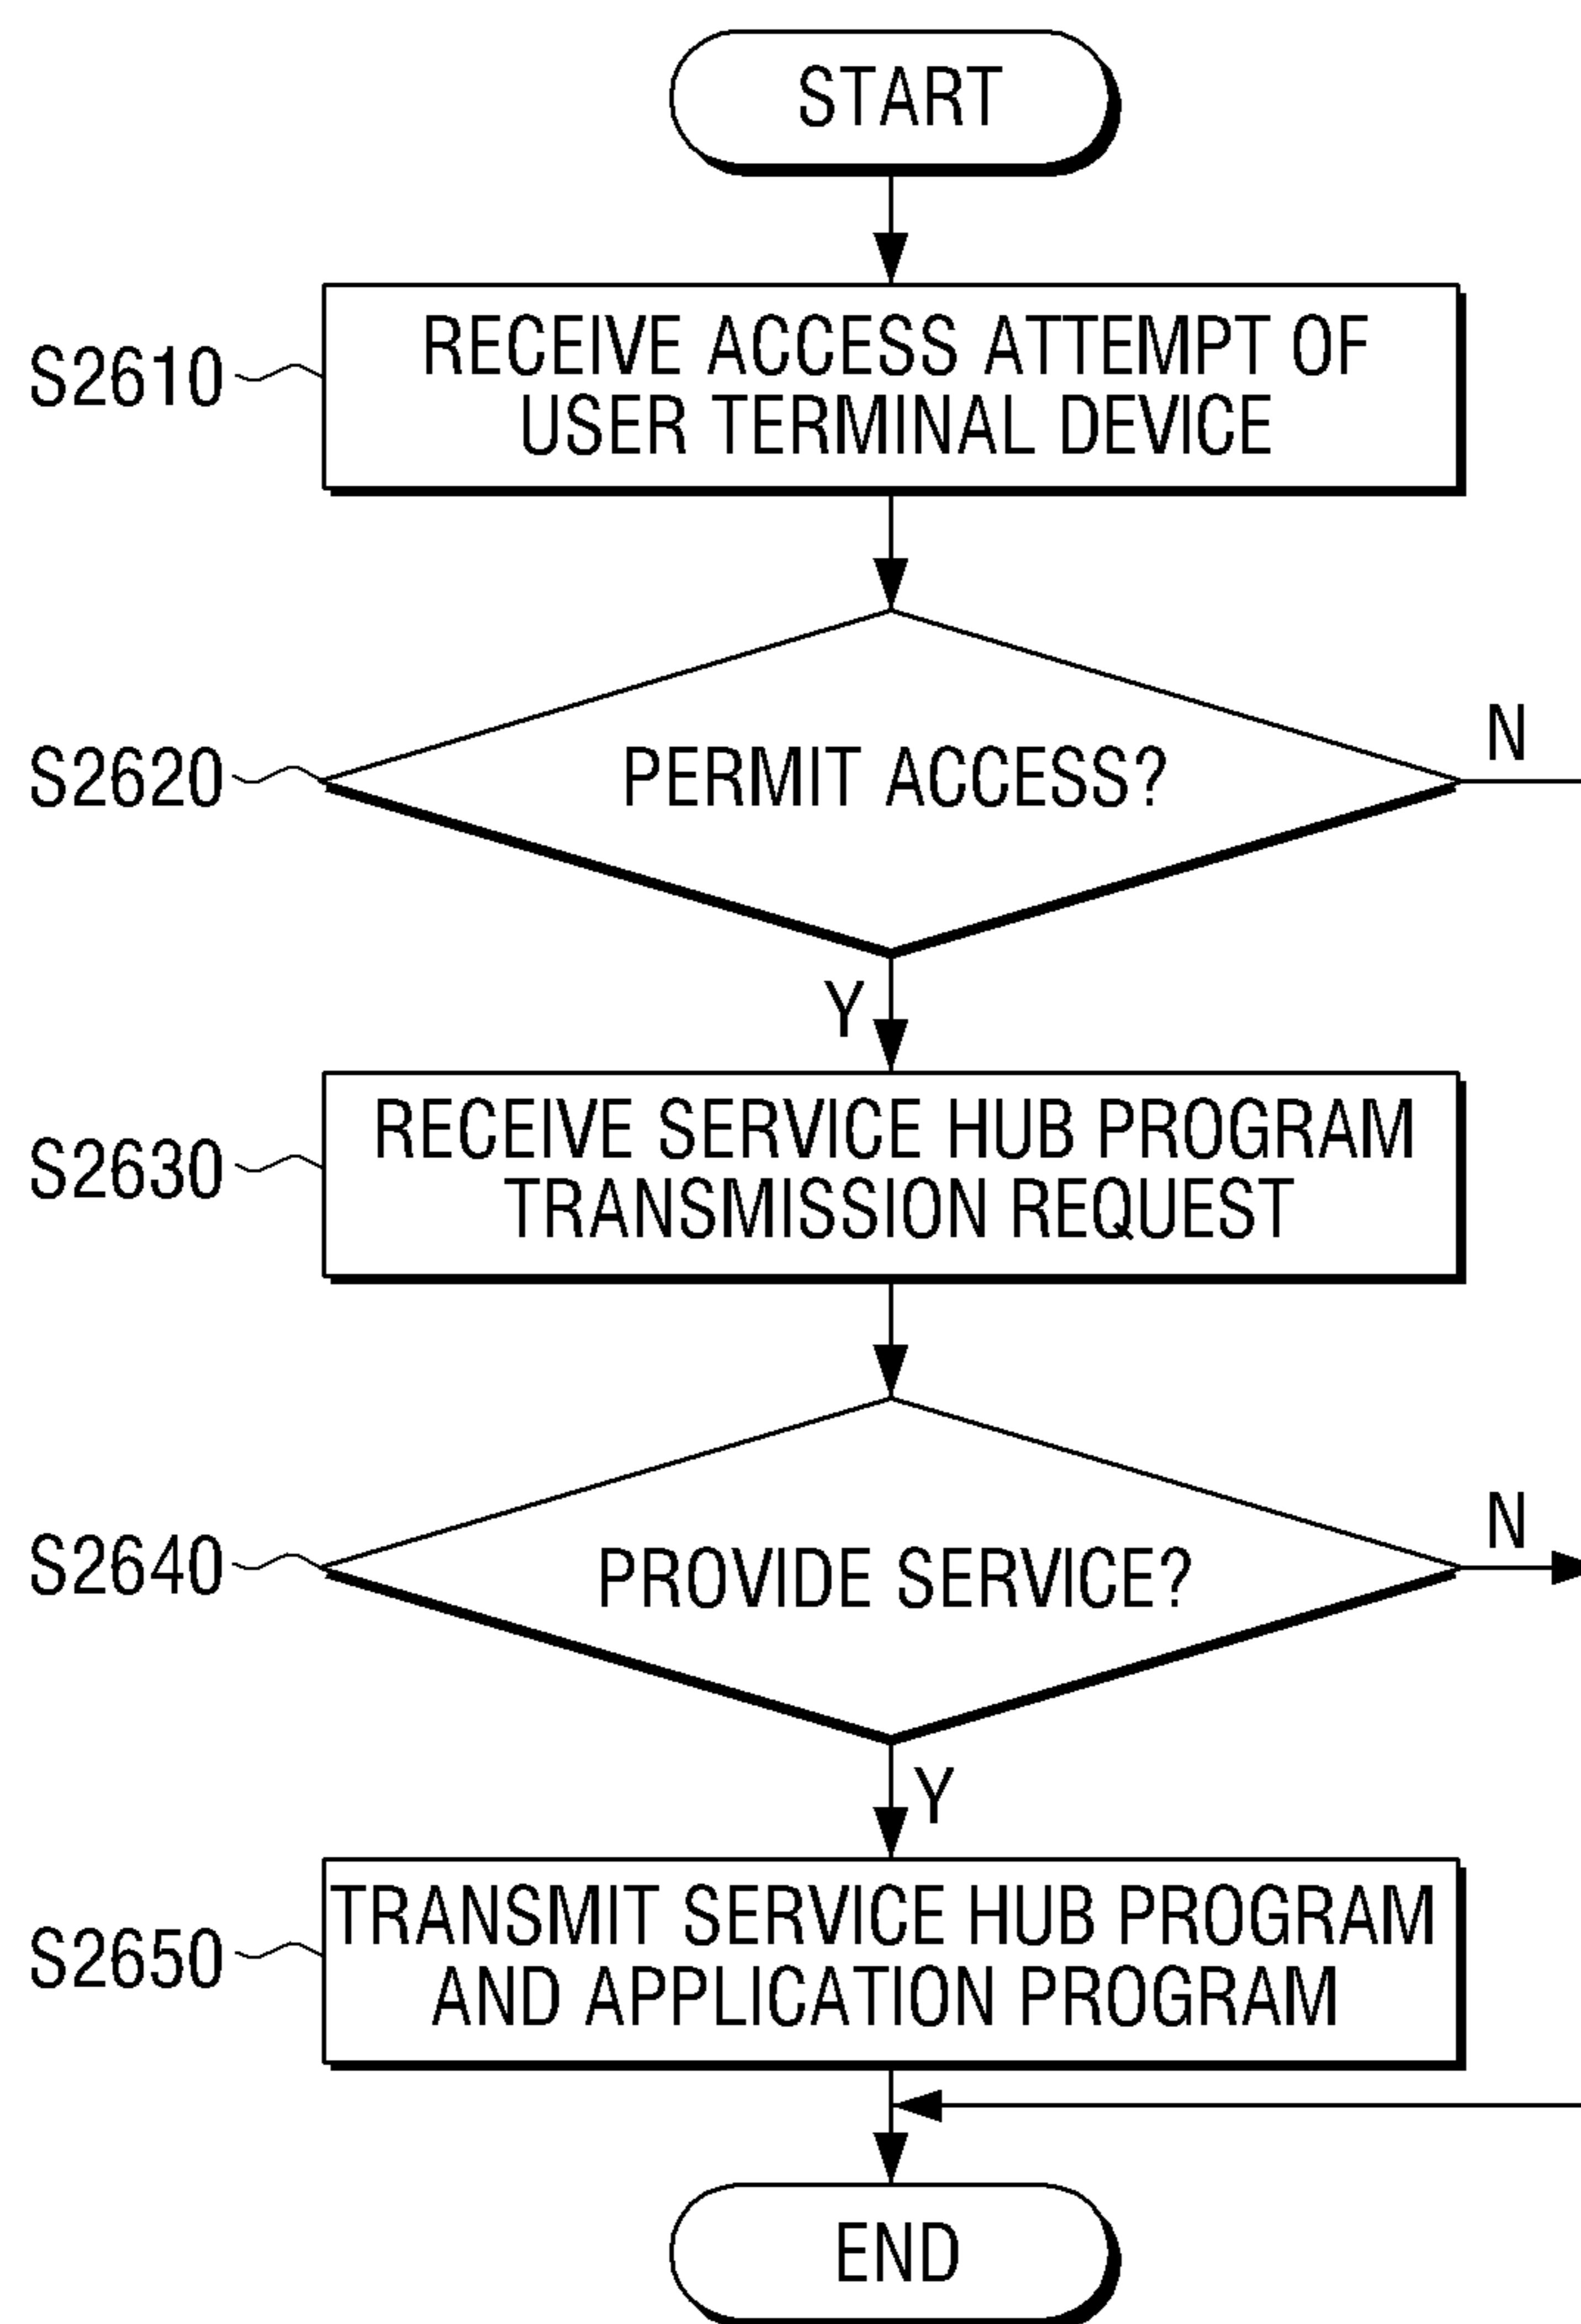 START
S2610
RECEIVE ACCESS ATTEMPT OF
USER TERMINAL DEVICE
S2620
PERMIT ACCESS?
N
Y
S2630
RECEIVE SERVICE HUB PROGRAM
TRANSMISSION REQUEST
S2640
PROVIDE SERVICE?
N
Y
S2650
TRANSMIT SERVICE HUB PROGRAM
AND APPLICATION PROGRAM
END